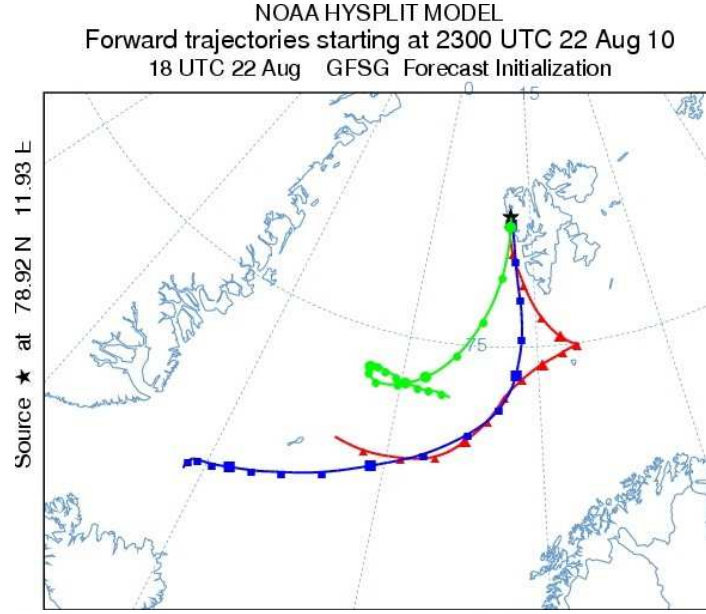 NOAA HYSPLIT MODEL
Forward trajectories starting at 2300 UTC 22 Aug 10
18 UTC 22 Aug GFSG Forecast Initialization
0 15
Source ★ at 78.92 N 11.93 E
75